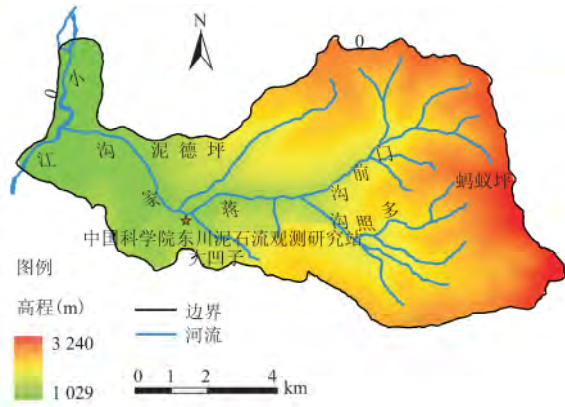 N
0
小
0
江
沟 泥德坪
门
前
沟
蚂蚁坪
家 蒋
多
照
沟
中国科学院东川泥石流观测研究站
大凹子
图例
高程(m)
边界
河流
3 240
1 029
0 1 2 4
km